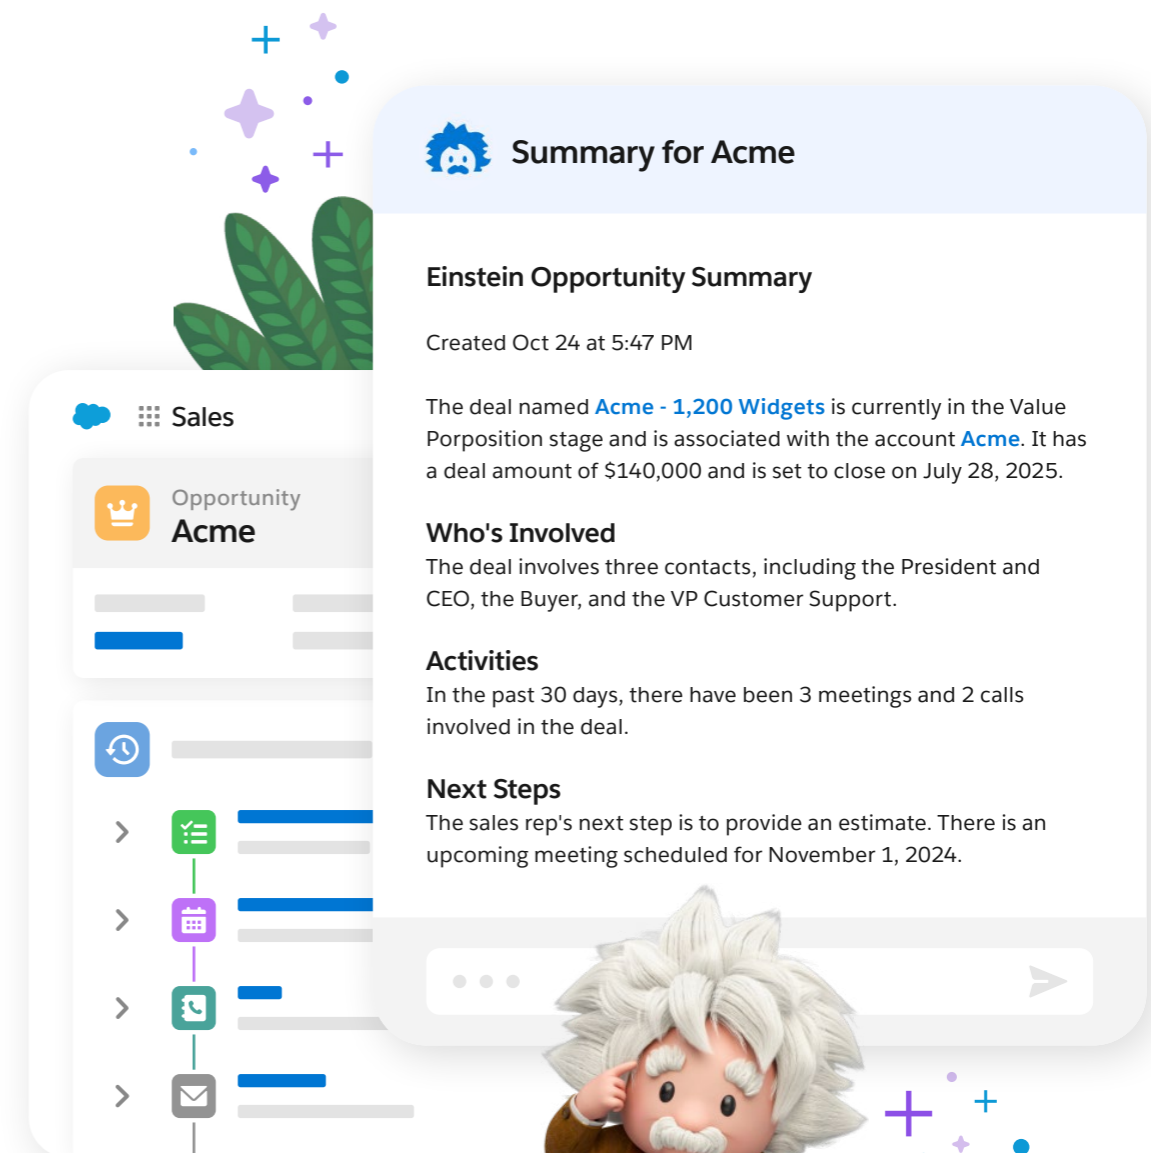 Summary for Acme
Einstein Opportunity Summary
Created Oct 24 at 5:47 PM
The deal named Acme - 1,200 Widgets is currently in the Value
Porposition stage and is associated with the account Acme. It has
a deal amount of $140,000 and is set to close on July 28, 2025.
Who's Involved
The deal involves three contacts, including the President and
CEO, the Buyer, and the VP Customer Support.
Activities
In the past 30 days, there have been 3 meetings and 2 calls
involved in the deal.
Next Steps
The sales rep's next step is to provide an estimate. There is an
upcoming meeting scheduled for November 1, 2024.
Sales
Opportunity
Acme